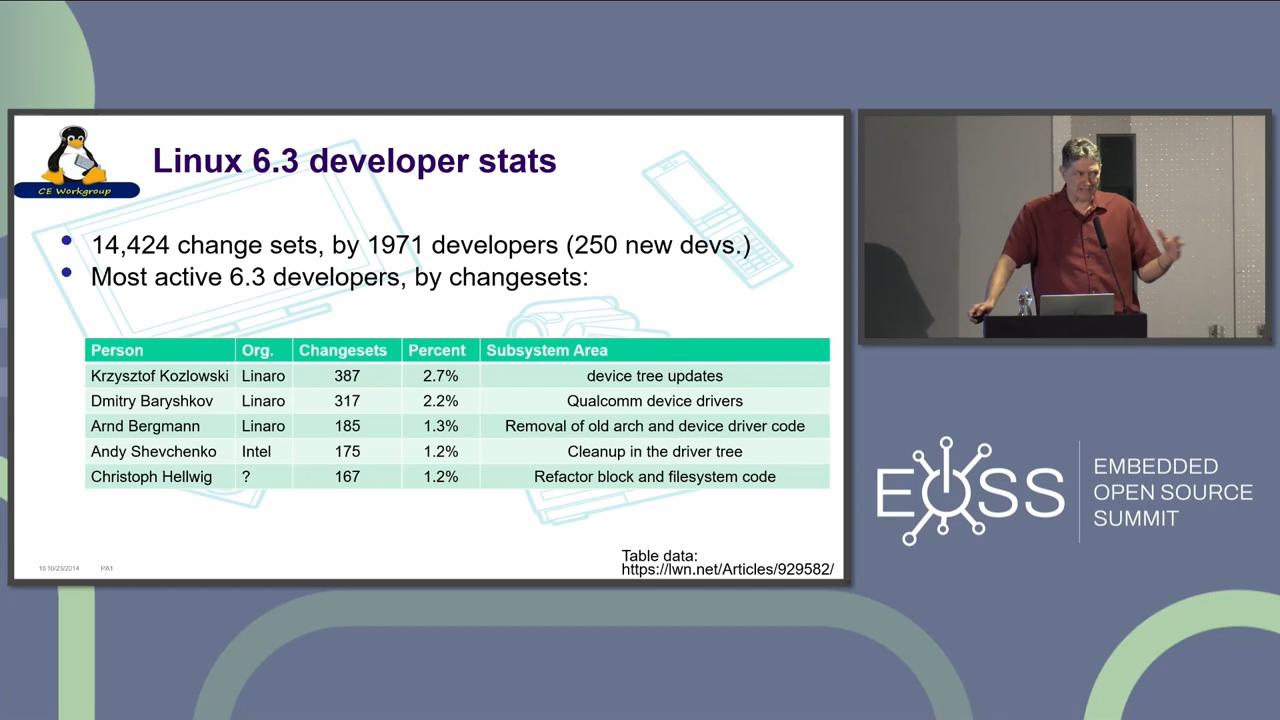 CE Workgroup
Linux 6.3 developer stats
14,424 change sets, by 1971 developers (250 new devs.)
Most active 6.3 developers, by changesets:
Person Org. Changesets Percent Subsystem Area
Krzysztof Kozlowski Linaro 387 2.7% device tree updates
Dmitry Baryshkov Linaro 317 2.2% Qualcomm device drivers
Arnd Bergmann Linaro 185 1.3% Removal of old arch and device driver code
Andy Shevchenko Intel 175 1.2% Cleanup in the driver tree
Christoph Hellwig ? 167 1.2% Refactor block and filesystem code
Table data:
https://lwn.net/Articles/929582/
10/23/2014 PA1
EOSS
EMBEDDED
OPEN SOURCE
SUMMIT